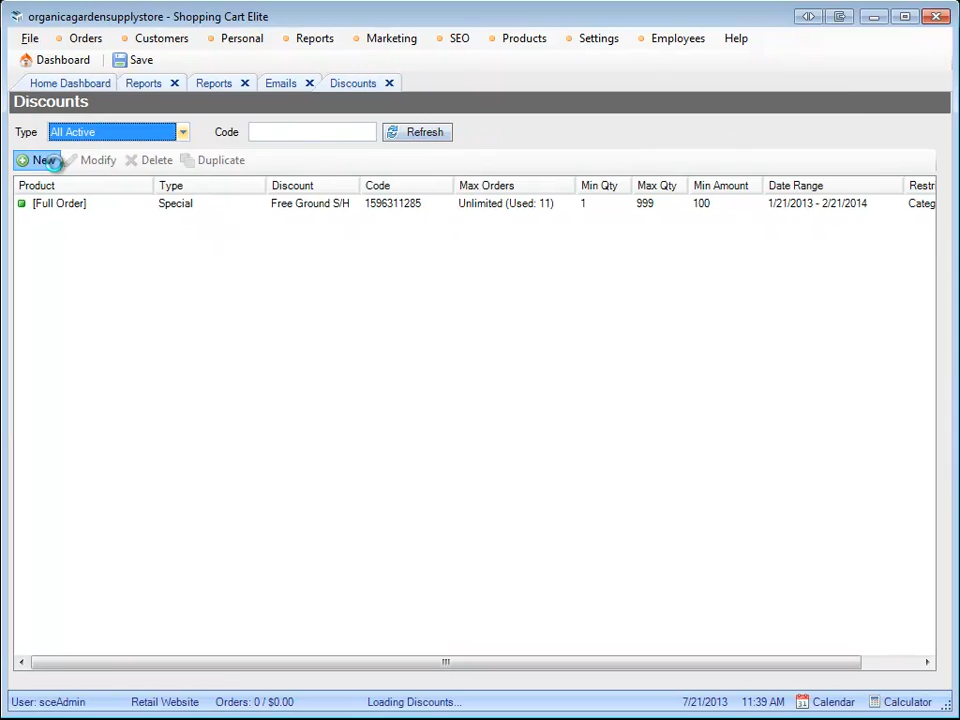 organicagardensupplystore - Shopping Cart Elite
File Orders Customers Personal Reports Marketing SEO Products Settings Employees Help
Dashboard Save
Home Dashboard Reports Reports Emails Discounts
Discounts
Type All Active Code Refresh
New Modify Delete Duplicate
Product Type Discount Code Max Orders Min Qty Max Qty Min Amount Date Range Restri
[Full Order] Special Free Ground S/H 1596311285 Unlimited (Used: 11) 1 999 100 1/21/2013 - 2/21/2014 Categ
User: sceAdmin Retail Website Orders: 0 / $0.00 Loading Discounts... 7/21/2013 11:39 AM 31 Calendar Calculator